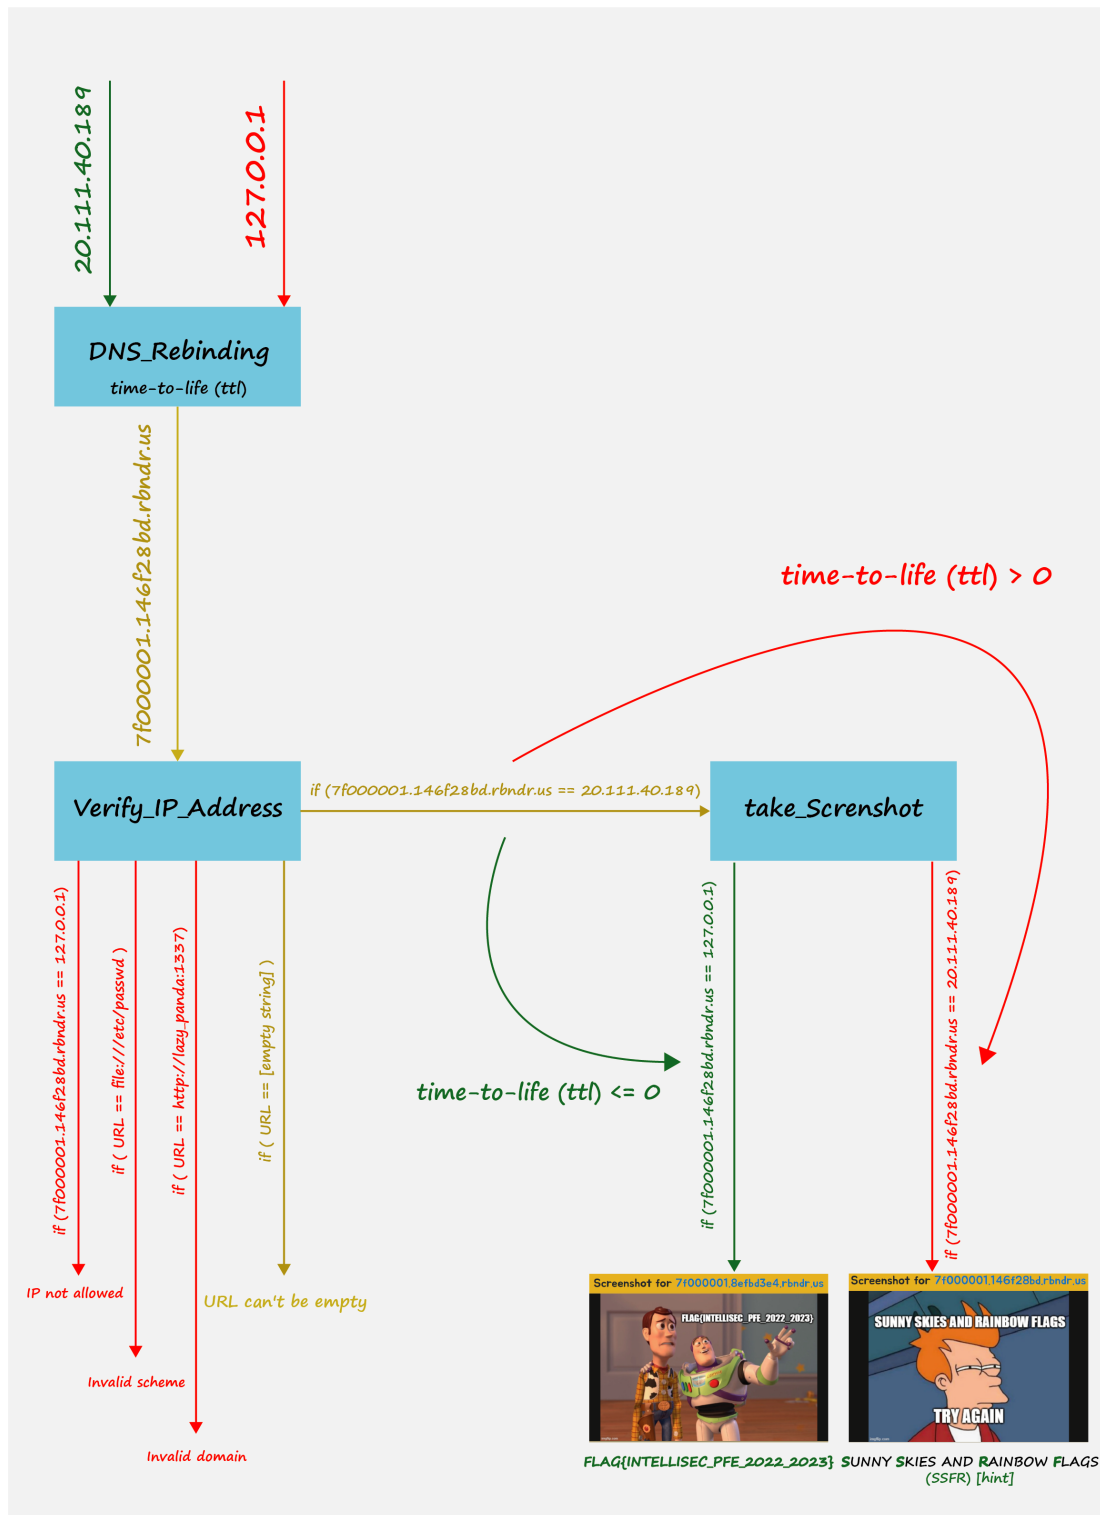 20.111.40.189
127.0.0.1
DNS_Rebinding
time-to-life (ttl)
7f000001.146f28bd.rbndr.us
time-to-life (ttl) > 0
Verify_IP_Address
if (7f000001.146f28bd.rbndr.us == 20.111.40.189)
take_Screnshot
if (7f000001.146f28bd.rbndr.us == 127.0.0.1)
if ( URL == file:///etc/passwd )
if ( URL == http://lazy_panda:1337)
if ( URL == [empty string] )
time-to-life (ttl) <= 0
if (7f000001.146f28bd.rbndr.us == 127.0.0.1)
if (7f000001.146f28bd.rbndr.us == 20.111.40.189)
IP not allowed
URL can't be empty
Invalid scheme
Invalid domain
Screenshot for 7f000001.8efbd3e4.rbndr.us
FLAG{INTELLISEC_PFE_2022_2023}
imgflip.com
FLAG{INTELLISEC_PFE_2022_2023}
Screenshot for 7f000001.146f28bd.rbndr.us
SUNNY SKIES AND RAINBOW FLAGS
TRY AGAIN
imgflip.com
SUNNY SKIES AND RAINBOW FLAGS
(SSFR) [hint]